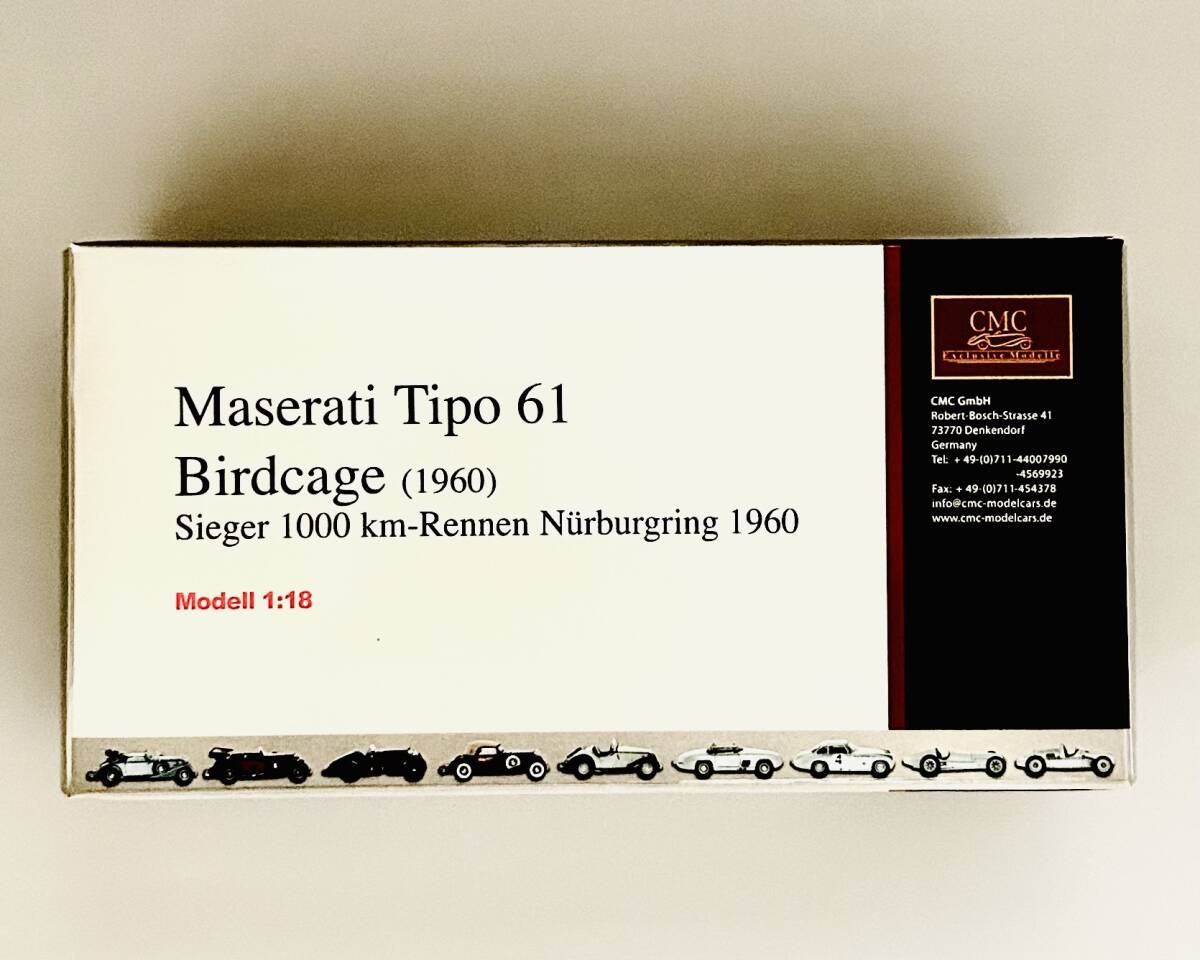 Maserati Tipo 61
Birdcage (1960)
Sieger 1000 km-Rennen Nürburgring 1960
Modell 1:18
CMC
Exclusive Modelle
CMC GmbH
Robert-Bosch-Strasse 41
73770 Denkendorf
Germany
Tel: + 49-(0)711-44007990
-4569923
Fax: + 49-(0)711-454378
info@cmc-modelcars.de
www.cmc-modelcars.de
4